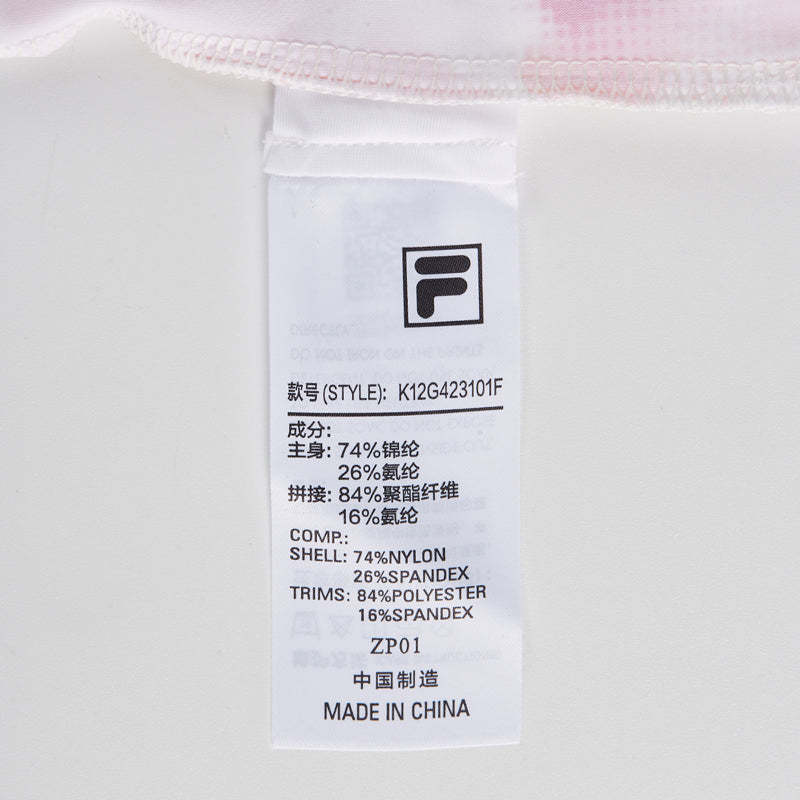 F
款号(STYLE): K12G423101F
成分:
主身: 74%锦纶
26%氨纶
拼接: 84%聚酯纤维
16%氨纶
COMP.:
SHELL: 74%NYLON
26%SPANDEX
TRIMS: 84%POLYESTER
16%SPANDEX
ZP01
中国制造
MADE IN CHINA